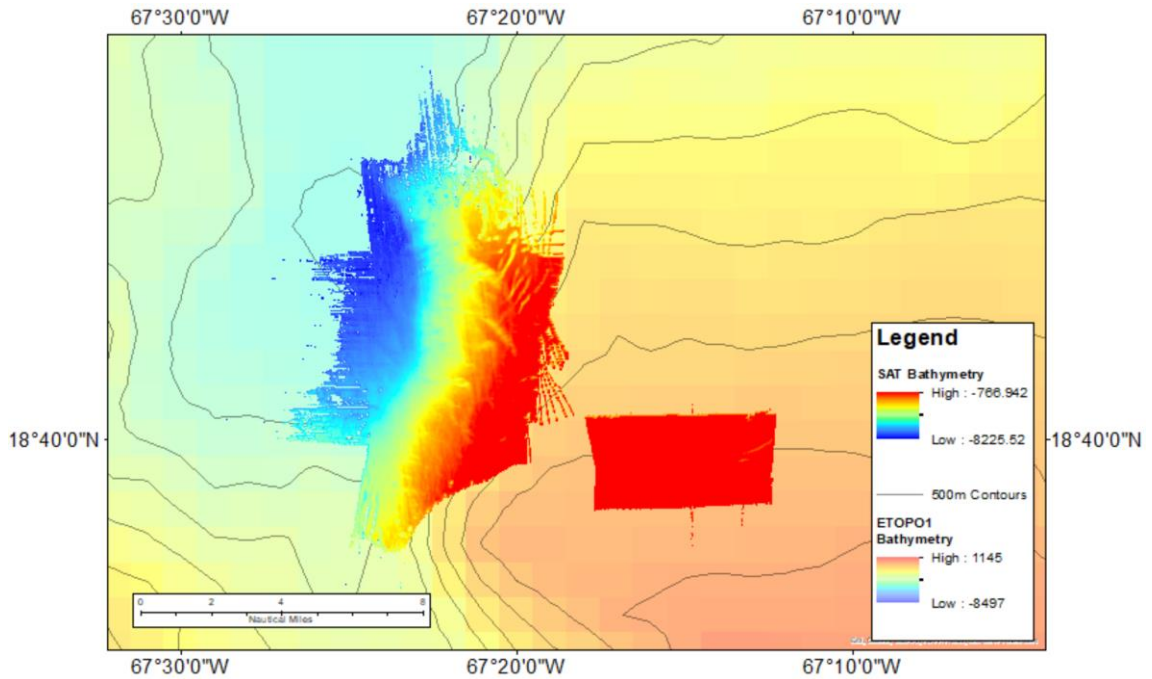 67°30'0"W 67°20'0"W 67°10'0"W
Legend
SAT Bathymetry
High : -766.942
Low : -8225.52
18°40'0"N 18°40'0"N
500m Contours
ETOPO1
Bathymetry
High : 1145
Low : -8497
0 2 4 8
Nautical Miles
67°30'0"W 67°20'0"W 67°10'0"W